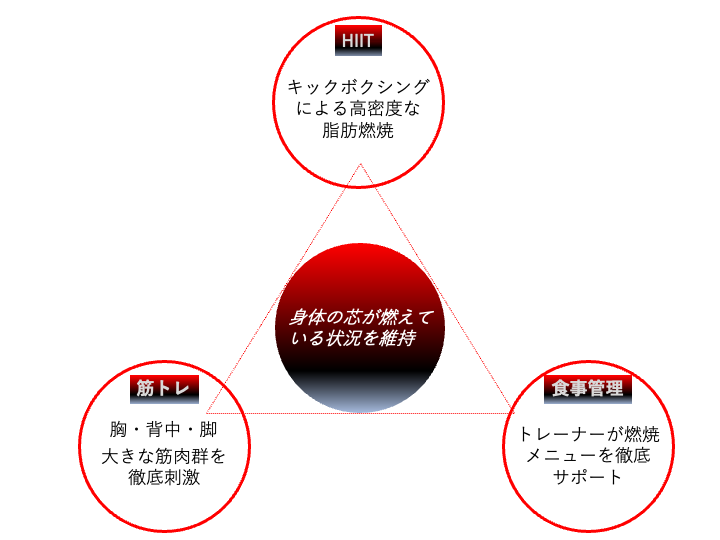 HIIT
キックボクシング
による高密度な
脂肪燃焼
身体の芯が燃えて
いる状況を維持
筋トレ
胸・背中・脚
大きな筋肉群を
徹底刺激
食事管理
トレーナーが燃焼
メニューを徹底
サポート